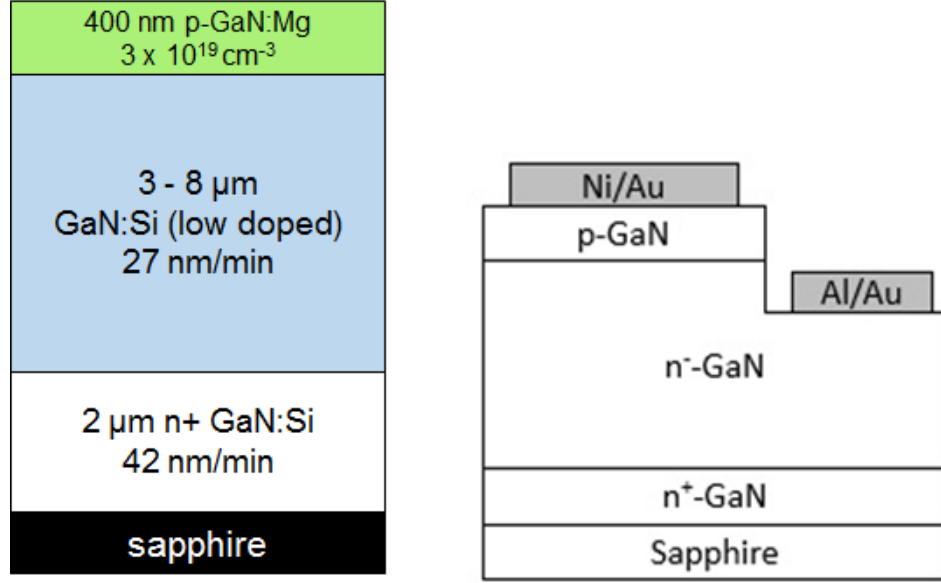 400 nm p-GaN:Mg
3 x 10¹⁹ cm⁻³
3 - 8 µm
GaN:Si (low doped)
27 nm/min
2 µm n+ GaN:Si
42 nm/min
sapphire
Ni/Au
p-GaN
Al/Au
n⁻-GaN
n⁺-GaN
Sapphire